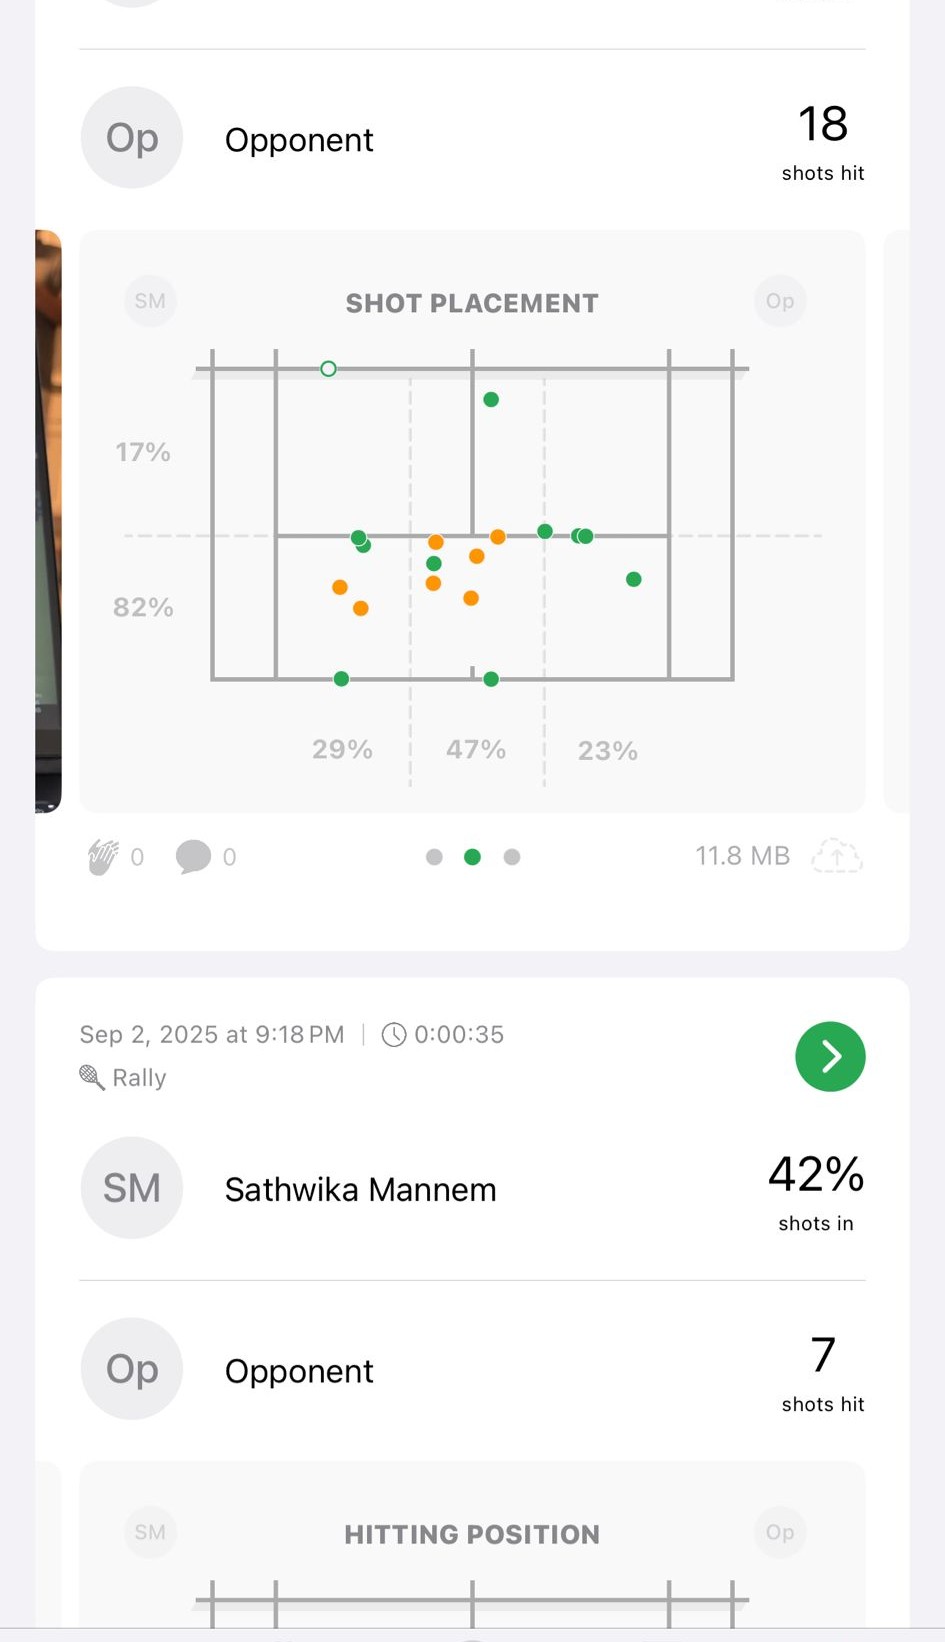 Op
Opponent
18
shots hit
SM
SHOT PLACEMENT
Op
17%
82%
29%
47%
23%
0
0
11.8 MB
Sep 2, 2025 at 9:18 PM
0:00:35
Rally
SM
Sathwika Mannem
42%
shots in
Op
Opponent
7
shots hit
SM
HITTING POSITION
Op